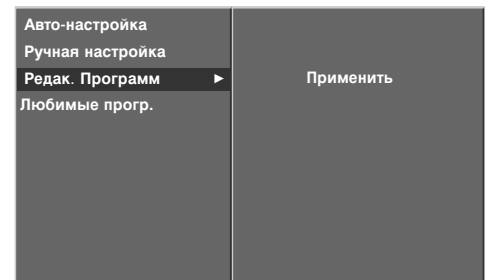 Авто-настройка
Ручная настройка
Редак. Программ ►
Применить
Любимые прогр.